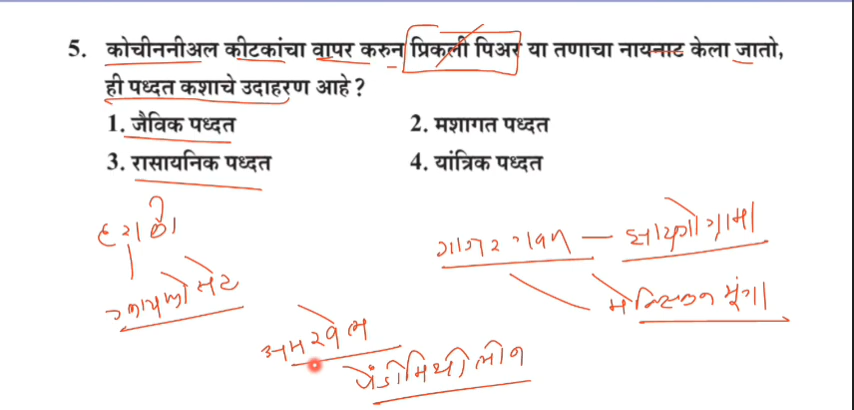 5. कोचीननीअल कीटकांचा वापर करुन प्रिकली पिअर या तणाचा नायनाट केला जातो,
ही पध्दत कशाचे उदाहरण आहे ?
1. जैविक पध्दत 2. मशागत पध्दत
3. रासायनिक पध्दत 4. यांत्रिक पध्दत
हराळी
गाजर गवत — झायगोग्रामा
ग्लायफोसेट
मेक्सिकन भूंगा
अमरवेल
पेंडीमिथीलीन